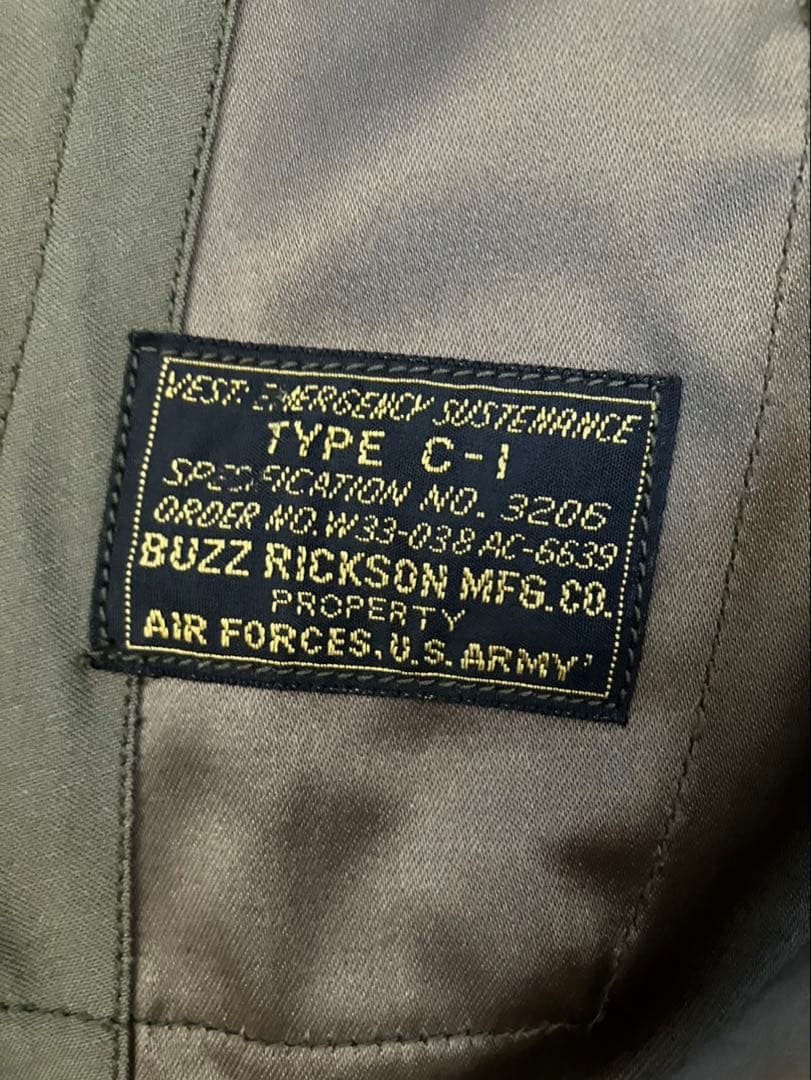 VEST: EMERGENCY SUSTENANCE
TYPE C-1
SPECIFICATION NO. 3206
ORDER NO. W33-038 AC-6639
BUZZ RICKSON MFG. CO.
PROPERTY
AIR FORCES, U.S. ARMY